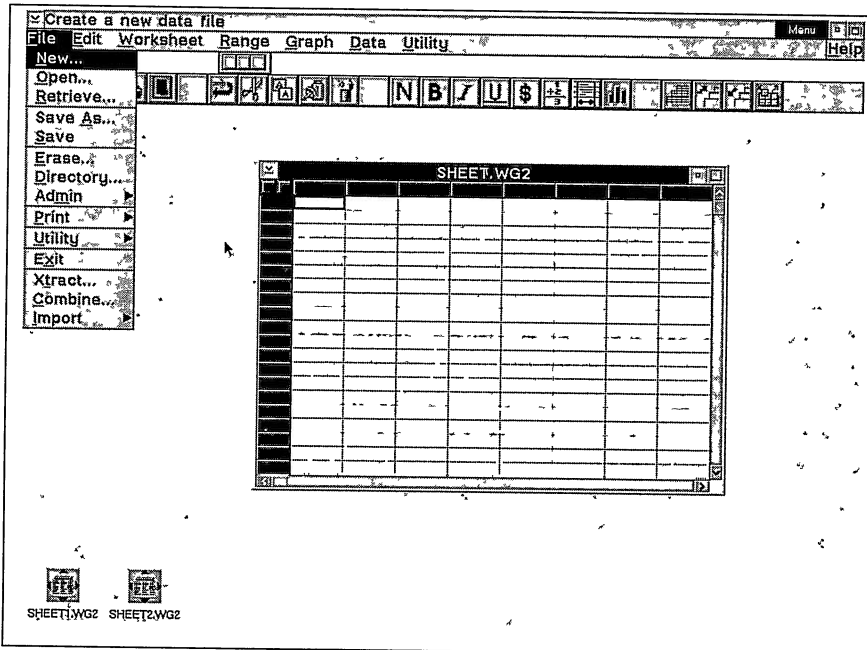 Create a new data file
Menu
File Edit Worksheet Range Graph Data Utility
Help
New...
Open...
Retrieve...
Save As...
Save
Erase...
Directory...
Admin
Print
Utility
Exit
Xtract...
Combine...
Import
N B I U $
SHEET.WG2
SHEET1.WG2 SHEET2.WG2